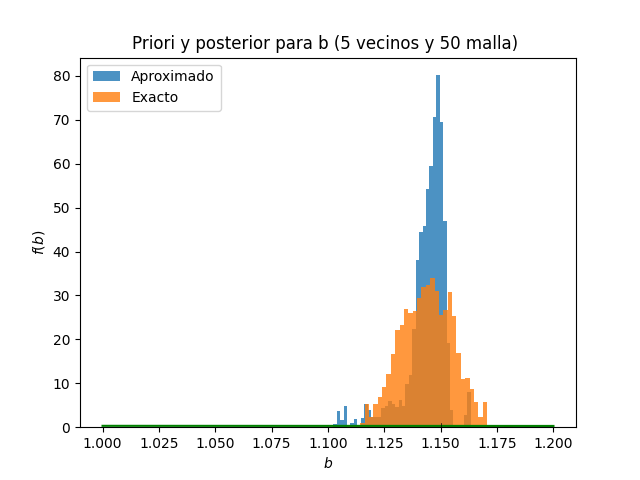 Priori y posterior para b (5 vecinos y 50 malla)
Aproximado
Exacto
80
70
60
50
40
30
20
10
0
f(b)
1.000 1.025 1.050 1.075 1.100 1.125 1.150 1.175 1.200
b